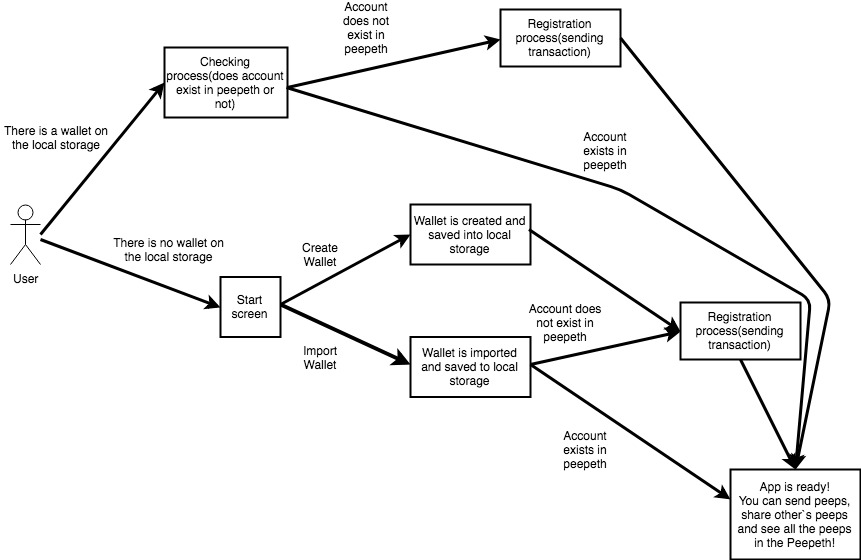 Account
does not
exist in
peepeth
Registration
process(sending
transaction)
Checking
process(does account
exist in peepeth or
not)
There is a wallet on
the local storage
Account
exists in
peepeth
User
There is no wallet on
the local storage
Create
Wallet
Wallet is created and
saved into local
storage
Start
screen
Account does
not exist in
peepeth
Registration
process(sending
transaction)
Import
Wallet
Wallet is imported
and saved to local
storage
Account
exists in
peepeth
App is ready!
You can send peeps,
share other`s peeps
and see all the peeps
in the Peepeth!